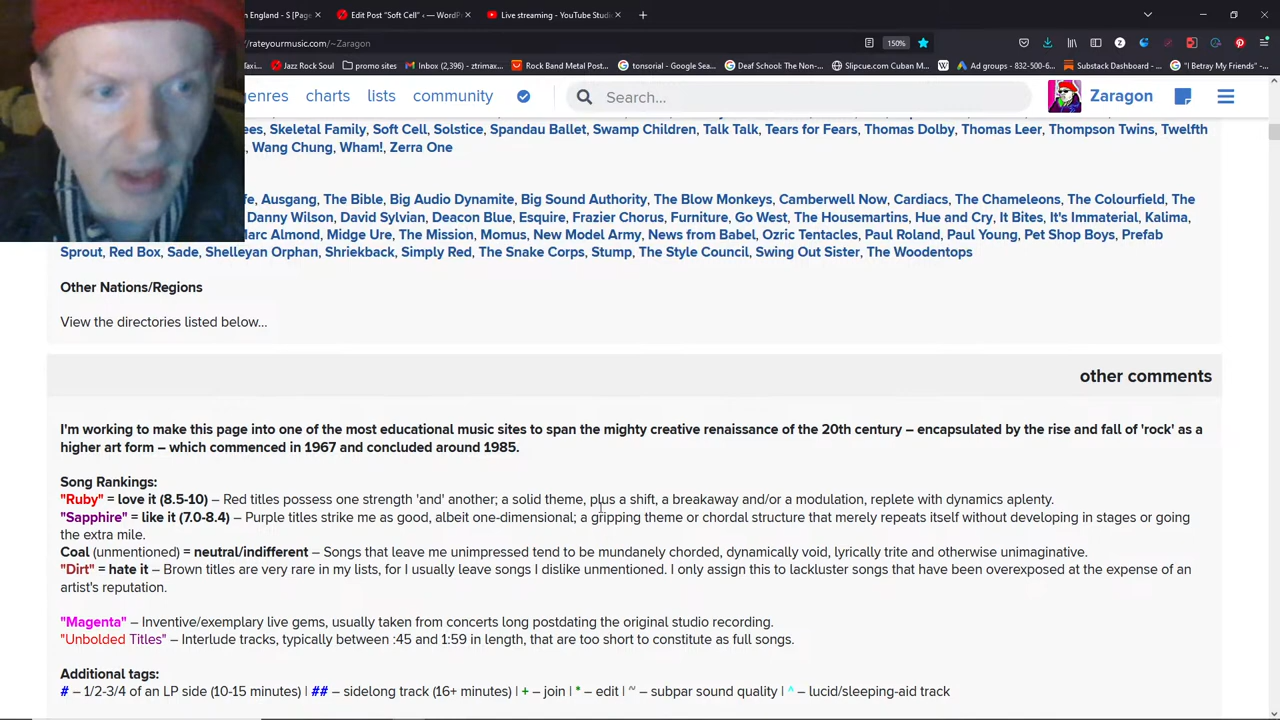 n England - S [Page
Edit Post "Soft Cell" ‹ — WordPr
Live streaming - YouTube Studi
rateyourmusic.com/~Zaragon
150%
Jazz Rock Soul
promo sites
Inbox (2,396) - ztrimax...
Rock Band Metal Post...
tonsorial - Google Sea...
Deaf School: The Non-...
Slipcue.com Cuban M...
Ad groups - 832-500-6...
Substack Dashboard -...
"I Betray My Friends" -...
enres charts lists community
Search...
Zaragon
ees, Skeletal Family, Soft Cell, Solstice, Spandau Ballet, Swamp Children, Talk Talk, Tears for Fears, Thomas Dolby, Thomas Leer, Thompson Twins, Twelfth
, Wang Chung, Wham!, Zerra One
fe, Ausgang, The Bible, Big Audio Dynamite, Big Sound Authority, The Blow Monkeys, Camberwell Now, Cardiacs, The Chameleons, The Colourfield, The
Danny Wilson, David Sylvian, Deacon Blue, Esquire, Frazier Chorus, Furniture, Go West, The Housemartins, Hue and Cry, It Bites, It's Immaterial, Kalima,
arc Almond, Midge Ure, The Mission, Momus, New Model Army, News from Babel, Ozric Tentacles, Paul Roland, Paul Young, Pet Shop Boys, Prefab
Sprout, Red Box, Sade, Shelleyan Orphan, Shriekback, Simply Red, The Snake Corps, Stump, The Style Council, Swing Out Sister, The Woodentops
Other Nations/Regions
View the directories listed below...
other comments
I'm working to make this page into one of the most educational music sites to span the mighty creative renaissance of the 20th century – encapsulated by the rise and fall of 'rock' as a
higher art form – which commenced in 1967 and concluded around 1985.
Song Rankings:
"Ruby" = love it (8.5-10) – Red titles possess one strength 'and' another; a solid theme, plus a shift, a breakaway and/or a modulation, replete with dynamics aplenty.
"Sapphire" = like it (7.0-8.4) – Purple titles strike me as good, albeit one-dimensional; a gripping theme or chordal structure that merely repeats itself without developing in stages or going
the extra mile.
Coal (unmentioned) = neutral/indifferent – Songs that leave me unimpressed tend to be mundanely chorded, dynamically void, lyrically trite and otherwise unimaginative.
"Dirt" = hate it – Brown titles are very rare in my lists, for I usually leave songs I dislike unmentioned. I only assign this to lackluster songs that have been overexposed at the expense of an
artist's reputation.
"Magenta" – Inventive/exemplary live gems, usually taken from concerts long postdating the original studio recording.
"Unbolded Titles" – Interlude tracks, typically between :45 and 1:59 in length, that are too short to constitute as full songs.
Additional tags:
# – 1/2-3/4 of an LP side (10-15 minutes) | ## – sidelong track (16+ minutes) | + – join | * – edit | ~ – subpar sound quality | ^ – lucid/sleeping-aid track